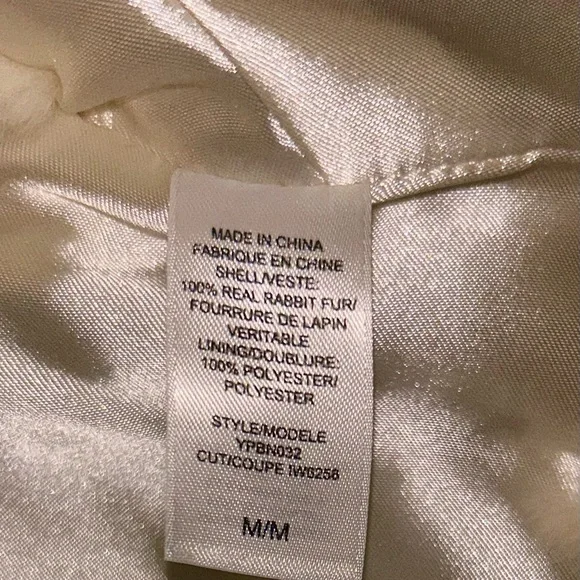 MADE IN CHINA
FABRIQUE EN CHINE
SHELL/VESTE:
100% REAL RABBIT FUR/
FOURRURE DE LAPIN
VERITABLE
LINING/DOUBLURE:
100% POLYESTER/
POLYESTER
STYLE/MODELE
YPBN032
CUT/COUPE IW6256
M/M